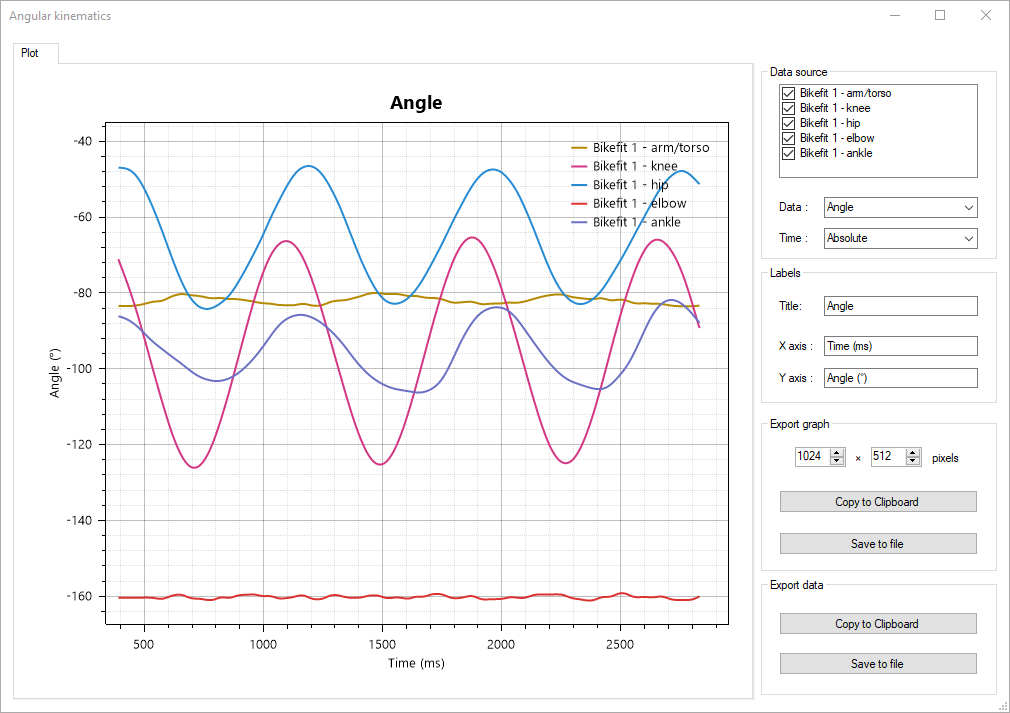 Angular kinematics
Plot
Angle
-40
-60
-80
-100
-120
-140
-160
Angle (°)
500
1000
1500
2000
2500
Time (ms)
Bikefit 1 - arm/torso
Bikefit 1 - knee
Bikefit 1 - hip
Bikefit 1 - elbow
Bikefit 1 - ankle
Data source
Bikefit 1 - arm/torso
Bikefit 1 - knee
Bikefit 1 - hip
Bikefit 1 - elbow
Bikefit 1 - ankle
Data : Angle
Time : Absolute
Labels
Title: Angle
X axis : Time (ms)
Y axis : Angle (°)
Export graph
1024 × 512 pixels
Copy to Clipboard
Save to file
Export data
Copy to Clipboard
Save to file